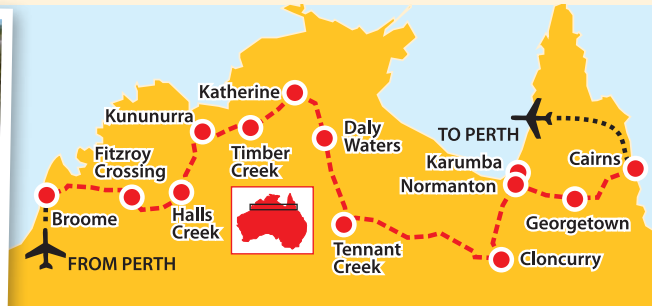 Katherine
Kununurra
Timber
Creek
Daly
Waters
TO PERTH
Fitzroy
Crossing
Karumba
Normanton
Cairns
Broome
Halls
Creek
Georgetown
Tennant
Creek
Cloncurry
FROM PERTH